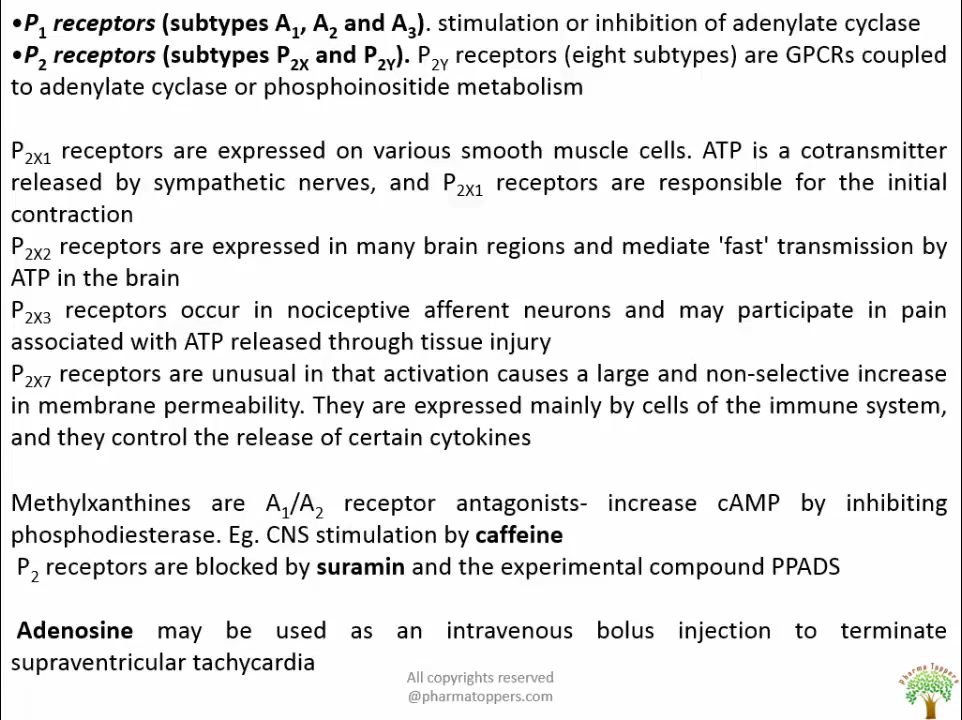 •P₁ receptors (subtypes A₁, A₂ and A₃). stimulation or inhibition of adenylate cyclase
•P₂ receptors (subtypes P₂X and P₂Y). P₂Y receptors (eight subtypes) are GPCRs coupled
to adenylate cyclase or phosphoinositide metabolism
P₂X₁ receptors are expressed on various smooth muscle cells. ATP is a cotransmitter
released by sympathetic nerves, and P₂X₁ receptors are responsible for the initial
contraction
P₂X₂ receptors are expressed in many brain regions and mediate 'fast' transmission by
ATP in the brain
P₂X₃ receptors occur in nociceptive afferent neurons and may participate in pain
associated with ATP released through tissue injury
P₂X₇ receptors are unusual in that activation causes a large and non-selective increase
in membrane permeability. They are expressed mainly by cells of the immune system,
and they control the release of certain cytokines
Methylxanthines are A₁/A₂ receptor antagonists- increase cAMP by inhibiting
phosphodiesterase. Eg. CNS stimulation by caffeine
P₂ receptors are blocked by suramin and the experimental compound PPADS
Adenosine may be used as an intravenous bolus injection to terminate
supraventricular tachycardia
All copyrights reserved
@pharmatoppers.com
Pharma Toppers